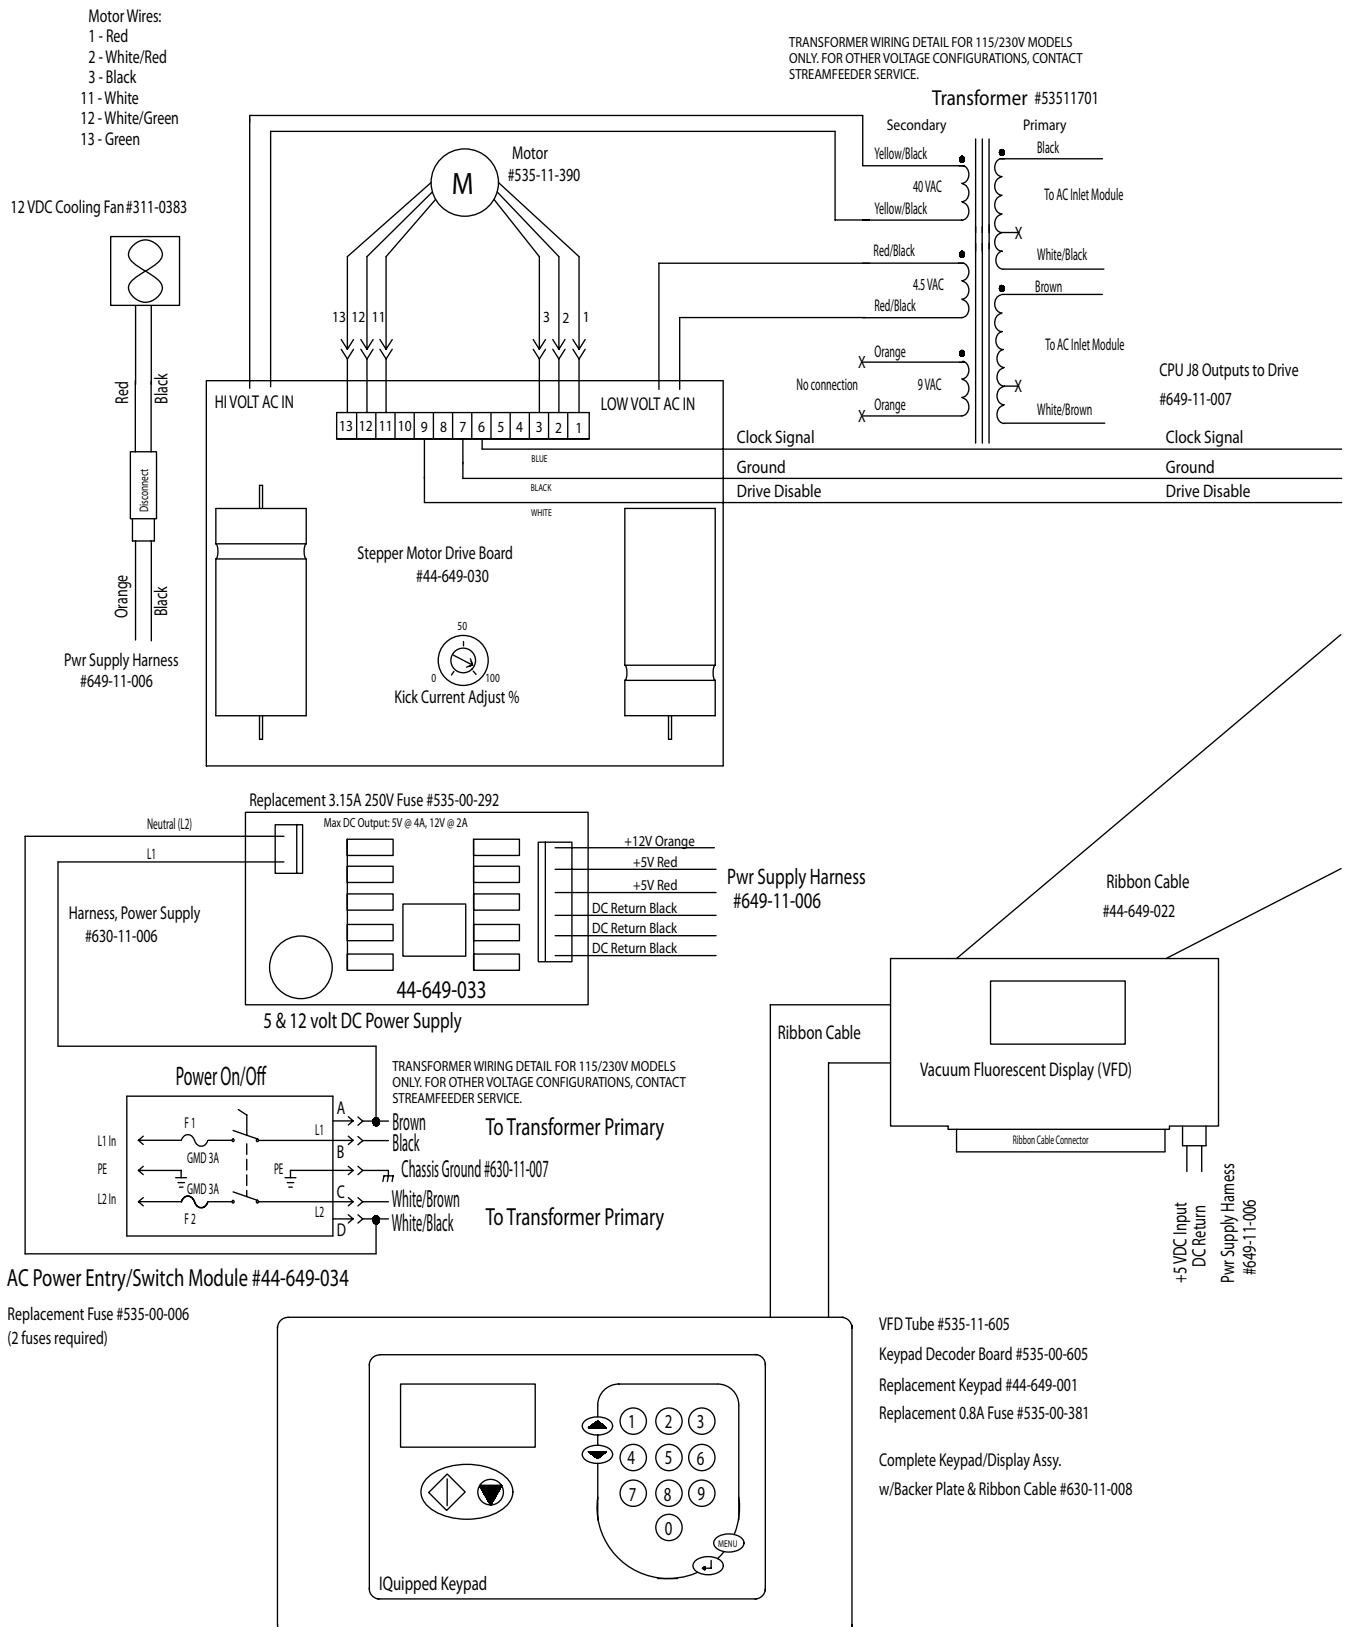 Motor Wires:
1 - Red
2 - White/Red
3 - Black
11 - White
12 - White/Green
13 - Green
TRANSFORMER WIRING DETAIL FOR 115/230V MODELS
ONLY. FOR OTHER VOLTAGE CONFIGURATIONS, CONTACT
STREAMFEEDER SERVICE.
Transformer #53511701
Secondary
Primary
Yellow/Black
40 VAC
Yellow/Black
Black
To AC Inlet Module
X
White/Black
Red/Black
4.5 VAC
Red/Black
Brown
To AC Inlet Module
X
White/Brown
X Orange
No connection
9 VAC
X Orange
Motor
#535-11-390
M
12 VDC Cooling Fan #311-0383
Red
Black
Disconnect
Orange
Black
Pwr Supply Harness
#649-11-006
13 12 11
3 2 1
HI VOLT AC IN
LOW VOLT AC IN
13 12 11 10 9 8 7 6 5 4 3 2 1
CPU J8 Outputs to Drive
#649-11-007
Clock Signal
Clock Signal
BLUE
Ground
Ground
BLACK
Drive Disable
Drive Disable
WHITE
Stepper Motor Drive Board
#44-649-030
50
0
100
Kick Current Adjust %
Replacement 3.15A 250V Fuse #535-00-292
Max DC Output: 5V @ 4A, 12V @ 2A
Neutral (L2)
L1
Harness, Power Supply
#630-11-006
+12V Orange
+5V Red
+5V Red
DC Return Black
DC Return Black
DC Return Black
Pwr Supply Harness
#649-11-006
44-649-033
5 & 12 volt DC Power Supply
Ribbon Cable
#44-649-022
Ribbon Cable
Vacuum Fluorescent Display (VFD)
Ribbon Cable Connector
+5 VDC Input
DC Return
Pwr Supply Harness
#649-11-006
TRANSFORMER WIRING DETAIL FOR 115/230V MODELS
ONLY. FOR OTHER VOLTAGE CONFIGURATIONS, CONTACT
STREAMFEEDER SERVICE.
Power On/Off
A
Brown
To Transformer Primary
F 1
L1
L1 In
Black
B
GMD 3A
PE
PE
Chassis Ground #630-11-007
GMD 3A
C
L2 In
White/Brown
L2
F 2
D
White/Black
To Transformer Primary
AC Power Entry/Switch Module #44-649-034
Replacement Fuse #535-00-006
(2 fuses required)
VFD Tube #535-11-605
Keypad Decoder Board #535-00-605
Replacement Keypad #44-649-001
Replacement 0.8A Fuse #535-00-381
Complete Keypad/Display Assy.
w/Backer Plate & Ribbon Cable #630-11-008
1 2 3
4 5 6
7 8 9
0
MENU
IQuipped Keypad